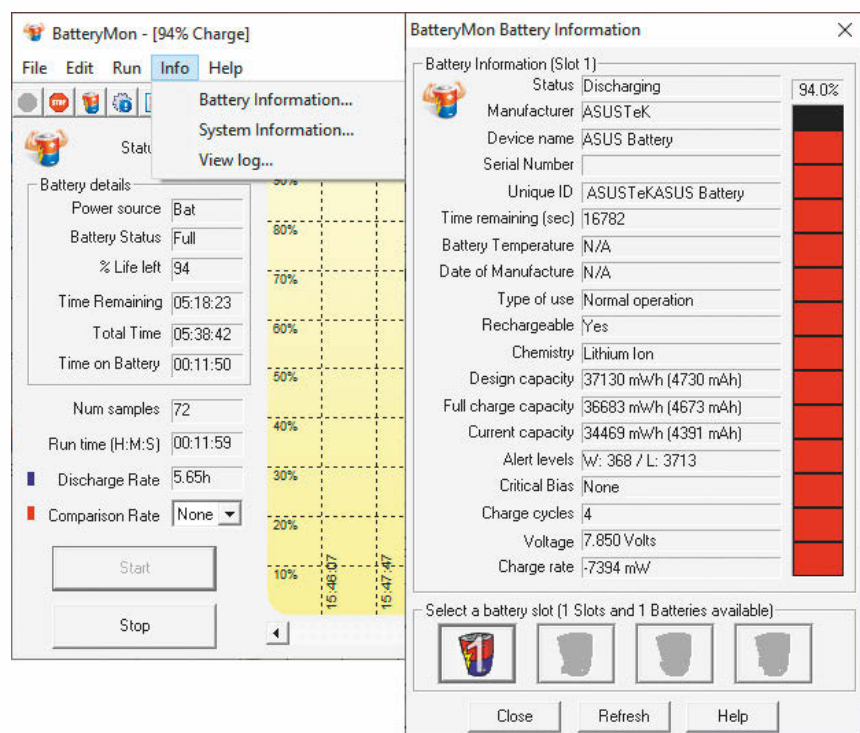 BatteryMon - [94% Charge]
File Edit Run Info Help
STOP
Battery Information...
System Information...
View log...
Battery details
Power source Bat
Battery Status Full
% Life left 94
Time Remaining 05:18:23
Total Time 05:38:42
Time on Battery 00:11:50
Num samples 72
Run time (H:M:S) 00:11:59
Discharge Rate 5.65h
Comparison Rate None
Start
Stop
90%
80%
70%
60%
50%
40%
30%
20%
10%
15:46:07
15:47:47
BatteryMon Battery Information
Battery Information (Slot 1)
Status Discharging
94.0%
Manufacturer ASUSTeK
Device name ASUS Battery
Serial Number
Unique ID ASUSTeKASUS Battery
Time remaining (sec) 16782
Battery Temperature N/A
Date of Manufacture N/A
Type of use Normal operation
Rechargeable Yes
Chemistry Lithium Ion
Design capacity 37130 mWh (4730 mAh)
Full charge capacity 36683 mWh (4673 mAh)
Current capacity 34469 mWh (4391 mAh)
Alert levels W: 368 / L: 3713
Critical Bias None
Charge cycles 4
Voltage 7.850 Volts
Charge rate -7394 mW
Select a battery slot (1 Slots and 1 Batteries available)
1
Close Refresh Help